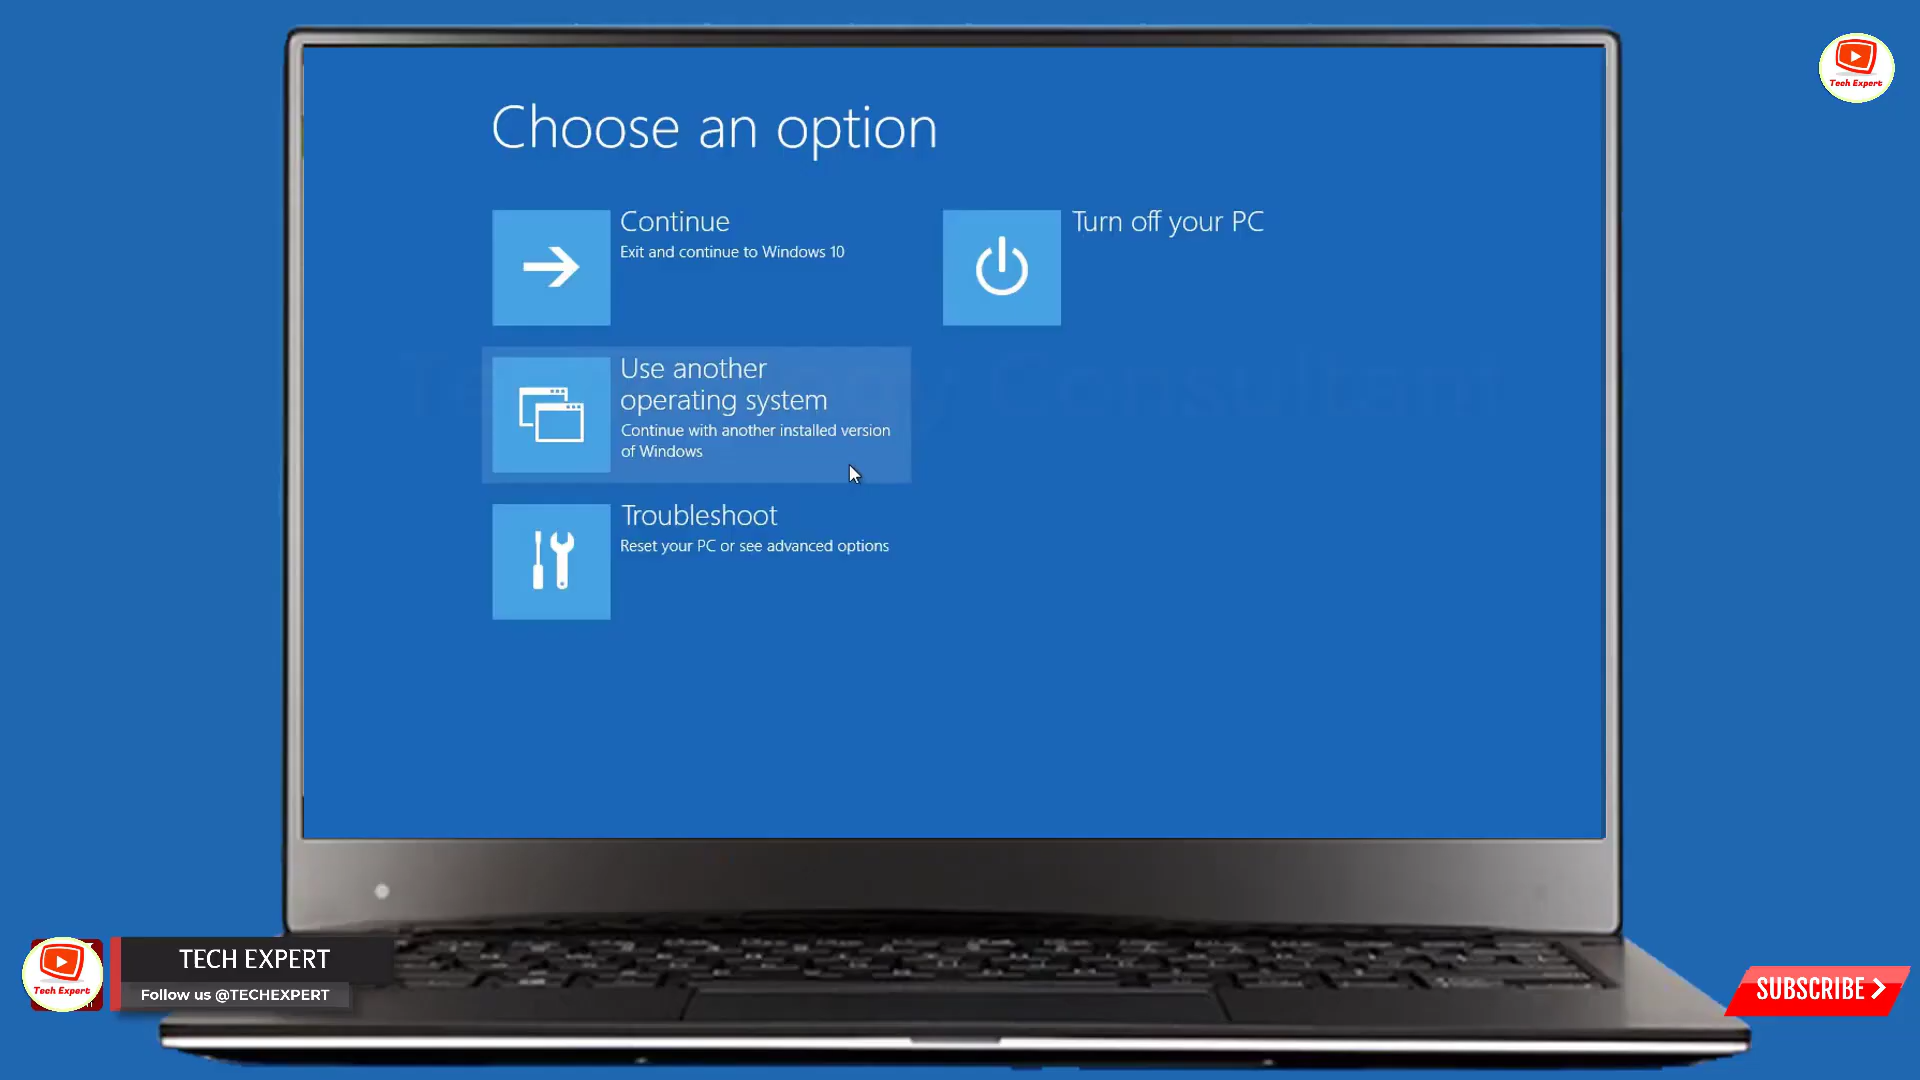 Choose an option
Continue
Exit and continue to Windows 10
Turn off your PC
Use another
operating system
Continue with another installed version
of Windows
Troubleshoot
Reset your PC or see advanced options
Tech Expert
TECH EXPERT
Follow us @TECHEXPERT
Tech Expert
SUBSCRIBE